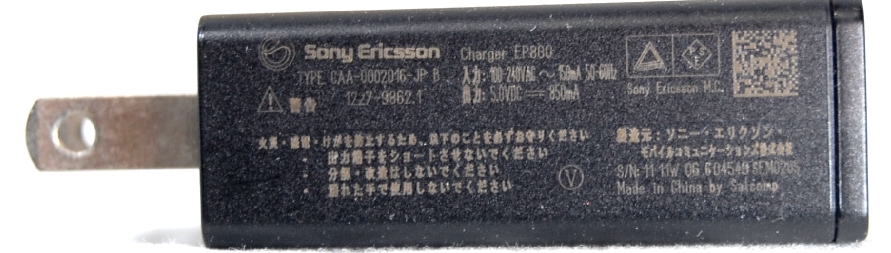 Sony Ericsson
Charger EP880
TYPE CAA-0002016-JP B
1227-9862.1
入力: 100-240VAC ~ 150mA 50-60Hz
出力: 5.0VDC ⎓ 850mA
Sony Ericsson M.C.
警告
火災・感電・けがを防止するため、以下のことを必ずお守りください
・出力端子をショートさせないでください
・分解・改造はしないでください
・濡れた手で使用しないでください
V
製造元:ソニー・エリクソン・
モバイルコミュニケーションズ株式会社
S/N: 11 11W 06 604540
Made in China by Salcomp